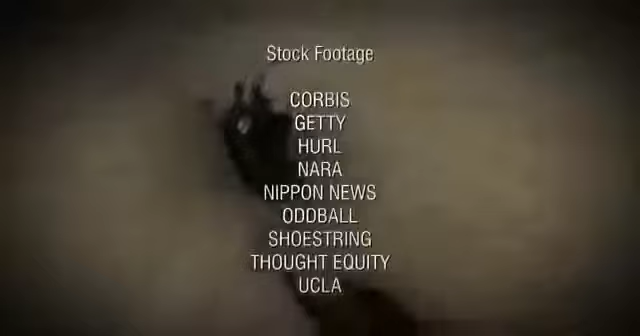 Stock Footage
CORBIS
GETTY
HURL
NARA
NIPPON NEWS
ODDBALL
SHOESTRING
THOUGHT EQUITY
UCLA